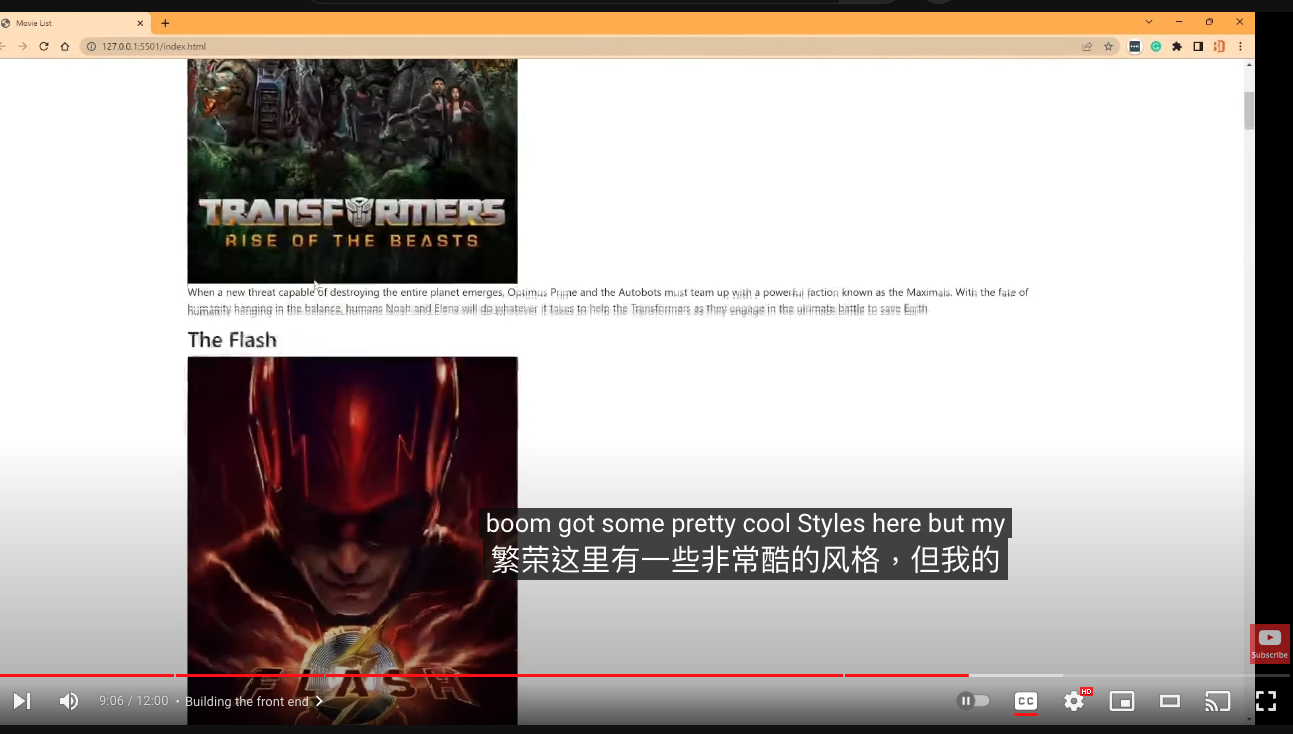 Movie List
127.0.0.1:5501/index.html
TRANSFORMERS
RISE OF THE BEASTS
When a new threat capable of destroying the entire planet emerges, Optimus Prime and the Autobots must team up with a powerful faction known as the Maximals. With the fate of
humanity hanging in the balance, humans Noah and Elena will do whatever it takes to help the Transformers as they engage in the ultimate battle to save Earth
The Flash
boom got some pretty cool Styles here but my
繁荣这里有一些非常酷的风格，但我的
FLASH
Subscribe
9:06 / 12:00 • Building the front end
CC
HD